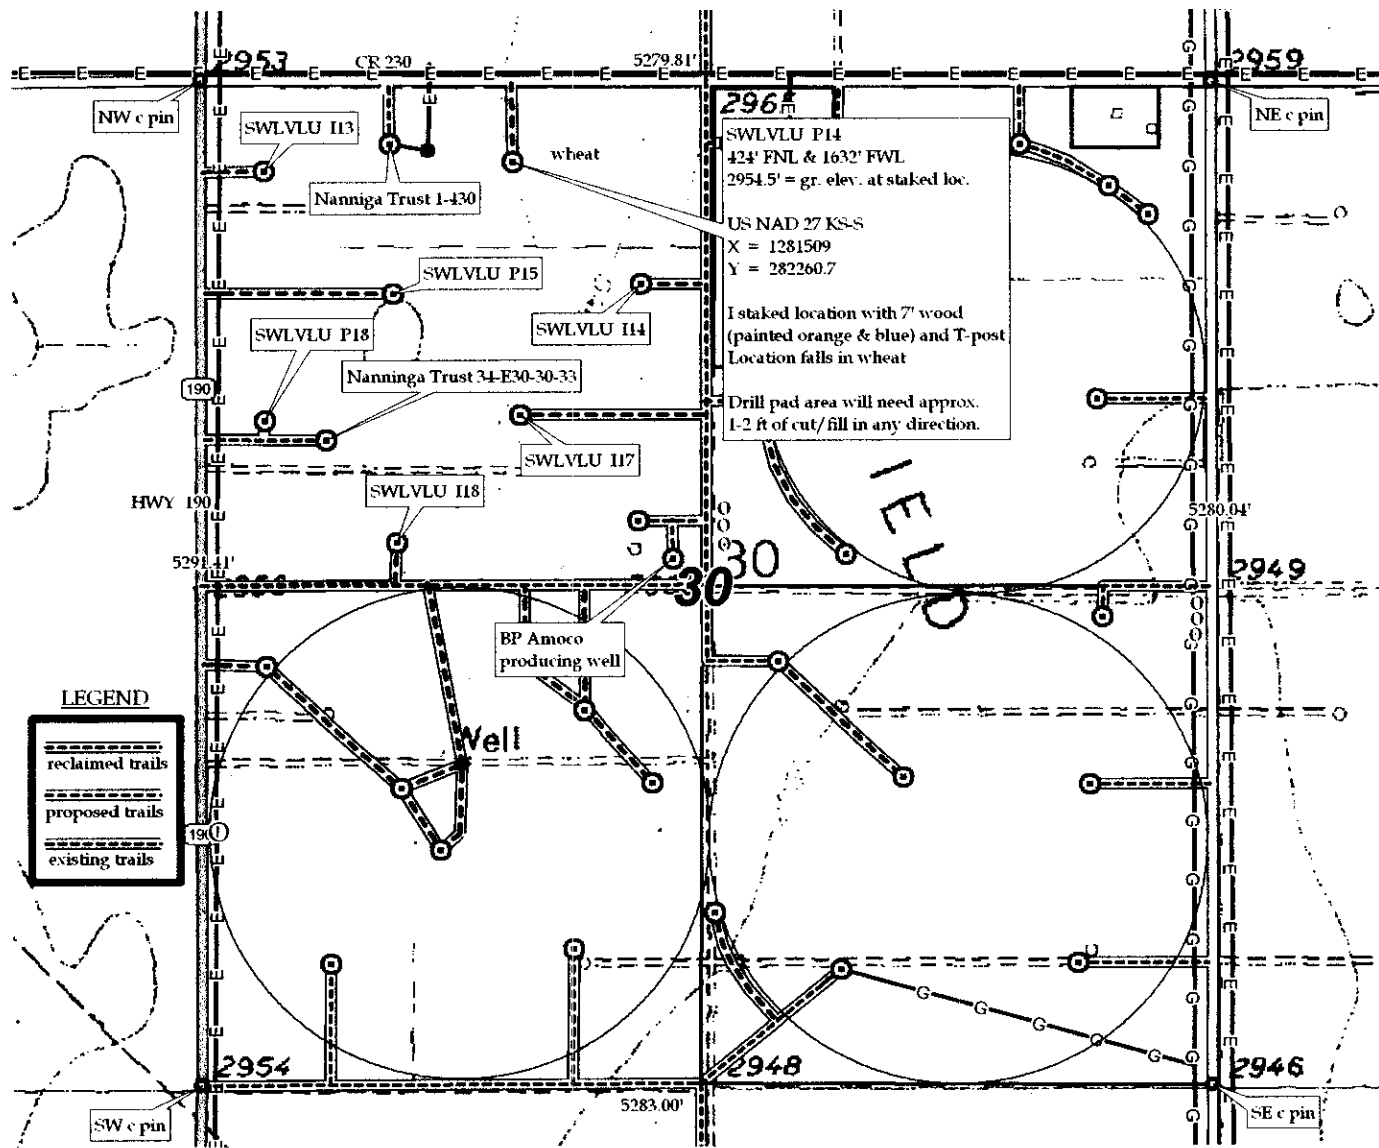 2953
CR 230
5279.81'
2959
E E E E E E E E E E E E E E E E E E E E E E E
NW c pin
SWLVLU I13
wheat
296
NE c pin
Nanniga Trust 1-430
SWLVLU P14
424' FNL & 1632' FWL
2954.5' = gr. elev. at staked loc.
US NAD 27 KS-S
X = 1281509
Y = 282260.7
I staked location with 7' wood
(painted orange & blue) and T-post
Location falls in wheat
Drill pad area will need approx.
1-2 ft of cut/fill in any direction.
SWLVLU P15
SWLVLU I14
SWLVLU P18
Nanninga Trust 34-E30-30-33
190
SWLVLU I17
SWLVLU I18
HWY 190
IELD
5280.04'
5291.41'
30
30
2949
BP Amoco
producing well
LEGEND
reclaimed trails
proposed trails
existing trails
Well
190
G G G G G
2954
2948
2946
SW c pin
5283.00'
SE c pin